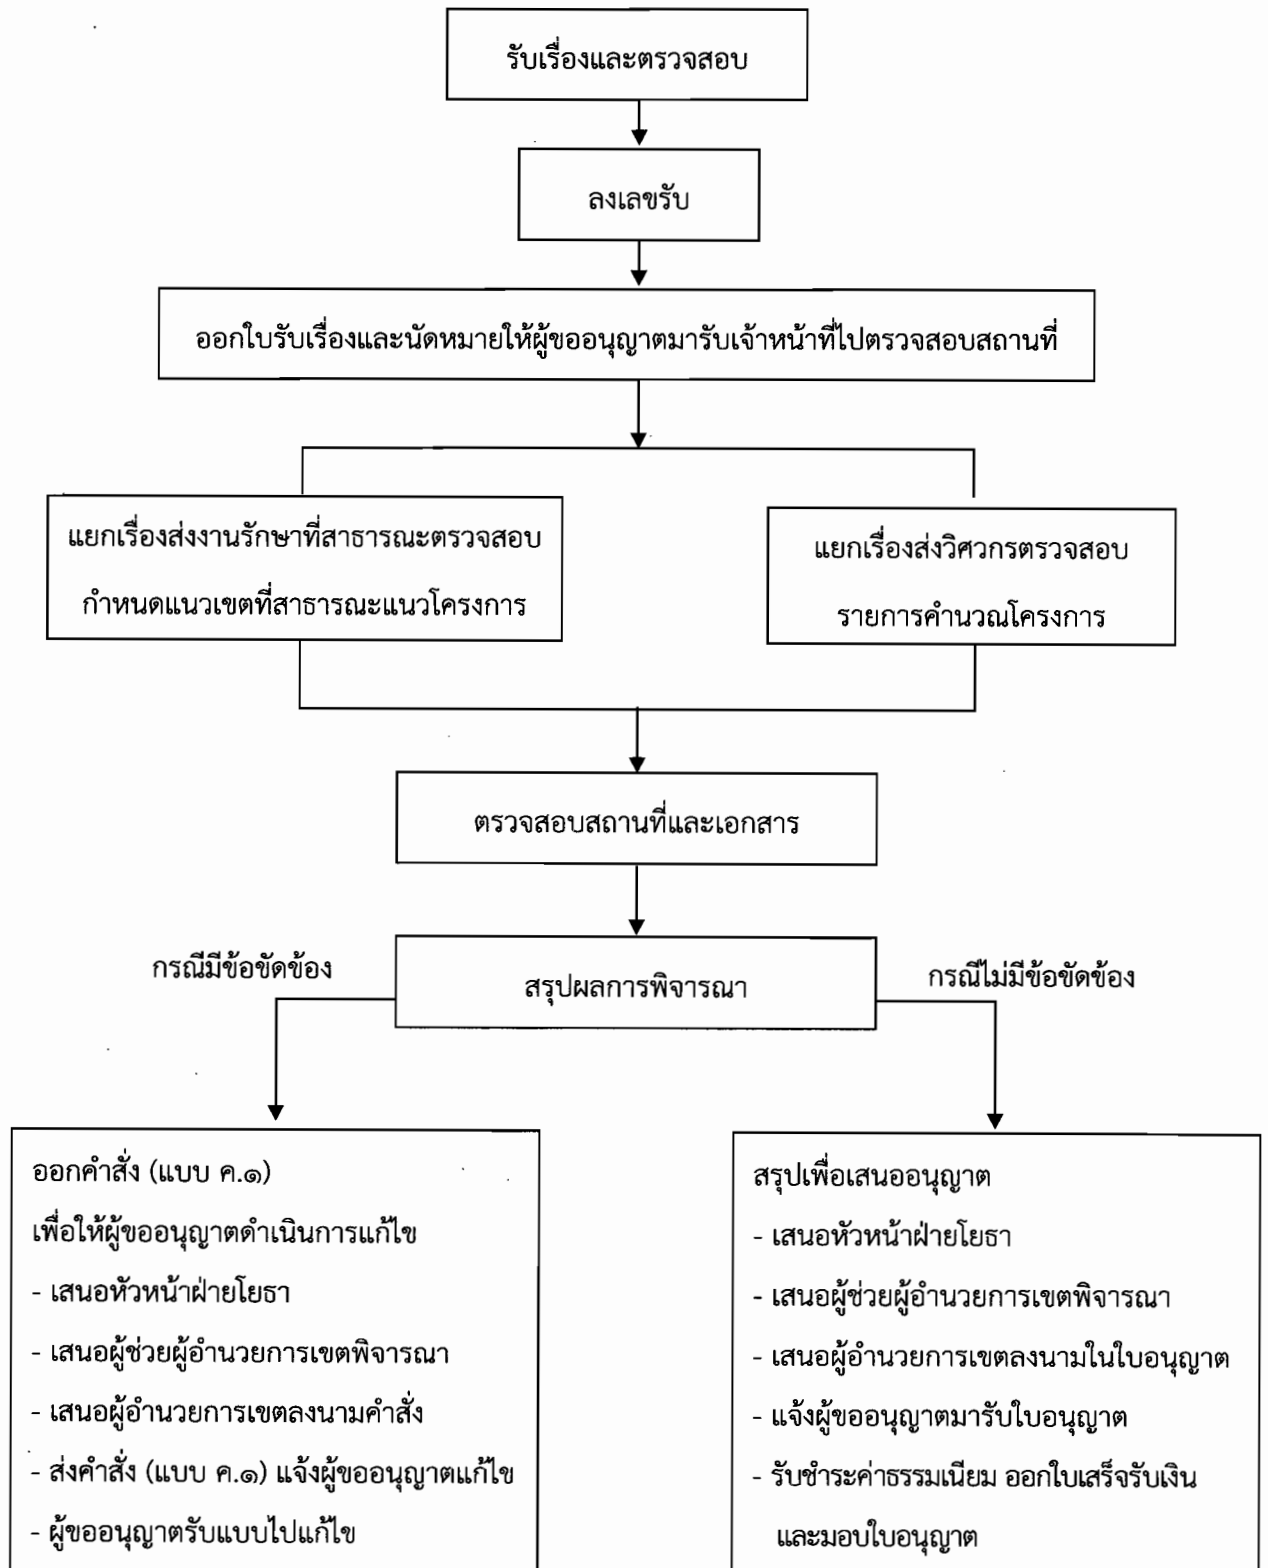 รับเรื่องและตรวจสอบ
ลงเลขรับ
ออกใบรับเรื่องและนัดหมายให้ผู้ขออนุญาตมารับเจ้าหน้าที่ไปตรวจสอบสถานที่
แยกเรื่องส่งงานรักษาที่สาธารณะตรวจสอบ
กำหนดแนวเขตที่สาธารณะแนวโครงการ
แยกเรื่องส่งวิศวกรตรวจสอบ
รายการคำนวณโครงการ
ตรวจสอบสถานที่และเอกสาร
สรุปผลการพิจารณา
กรณีมีข้อขัดข้อง
กรณีไม่มีข้อขัดข้อง
ออกคำสั่ง (แบบ ค.๑)
เพื่อให้ผู้ขออนุญาตดำเนินการแก้ไข
- เสนอหัวหน้าฝ่ายโยธา
- เสนอผู้ช่วยผู้อำนวยการเขตพิจารณา
- เสนอผู้อำนวยการเขตลงนามคำสั่ง
- ส่งคำสั่ง (แบบ ค.๑) แจ้งผู้ขออนุญาตแก้ไข
- ผู้ขออนุญาตรับแบบไปแก้ไข
สรุปเพื่อเสนออนุญาต
- เสนอหัวหน้าฝ่ายโยธา
- เสนอผู้ช่วยผู้อำนวยการเขตพิจารณา
- เสนอผู้อำนวยการเขตลงนามในใบอนุญาต
- แจ้งผู้ขออนุญาตมารับใบอนุญาต
- รับชำระค่าธรรมเนียม ออกใบเสร็จรับเงิน
และมอบใบอนุญาต